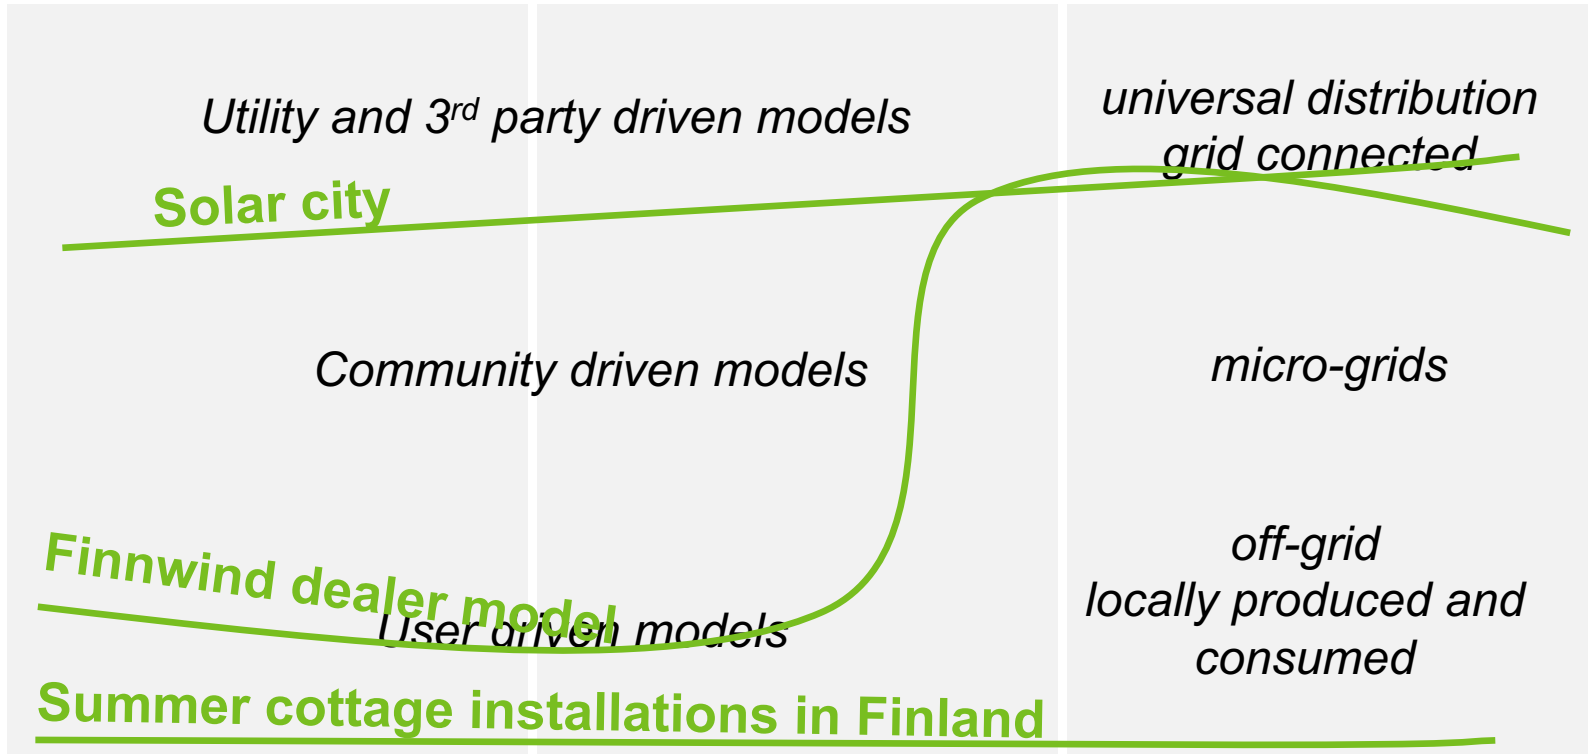 Utility and 3rd party driven models
universal distribution
grid connected
Solar city
Community driven models
micro-grids
Finnwind dealer model
User driven models
off-grid
locally produced and
consumed
Summer cottage installations in Finland